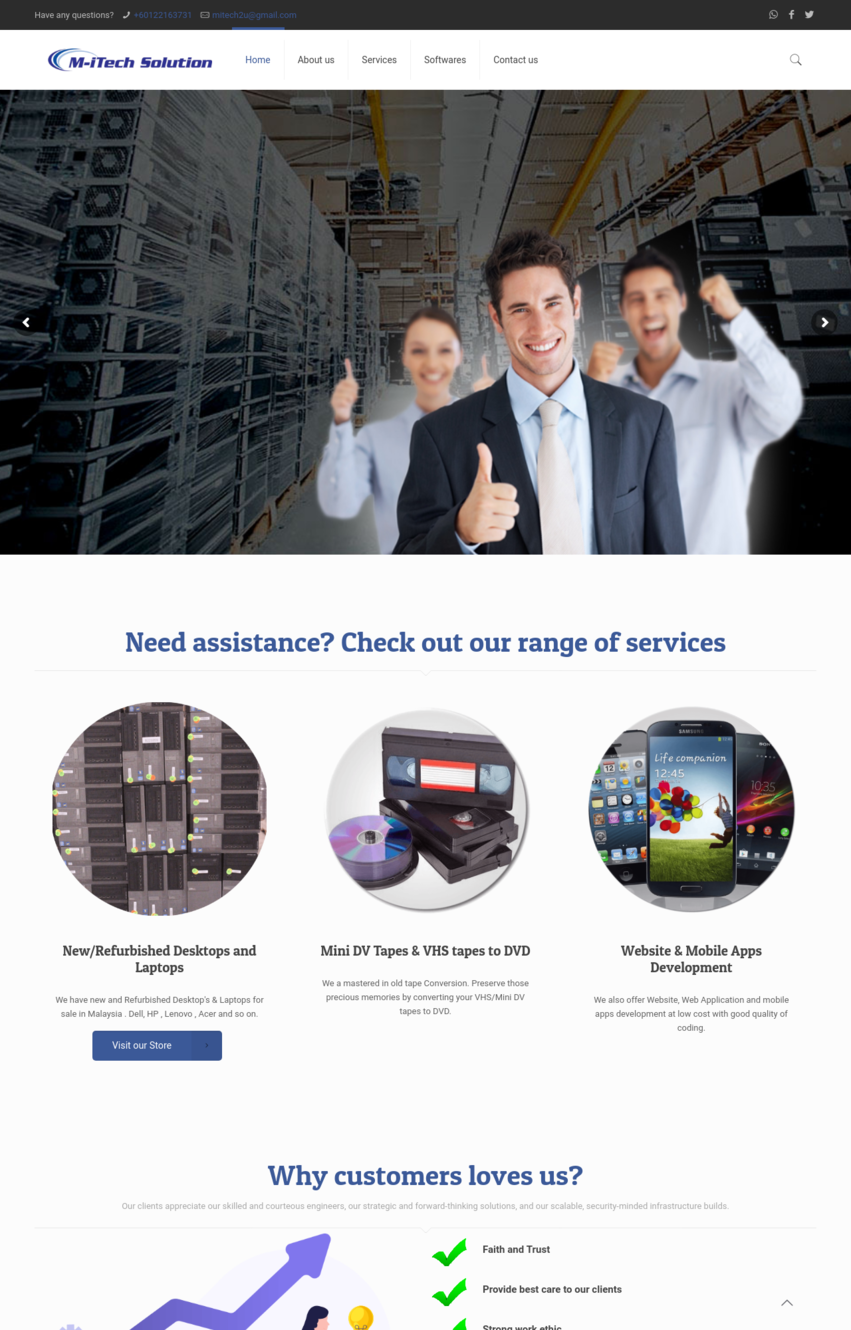 Have any questions? +60122163731 mitech2u@gmail.com
M-iTech Solution
Home About us Services Softwares Contact us
Need assistance? Check out our range of services
SAMSUNG
Life companion
12:45
10:35
New/Refurbished Desktops and
Laptops
We have new and Refurbished Desktop's & Laptops for
sale in Malaysia . Dell, HP , Lenovo , Acer and so on.
Visit our Store
Mini DV Tapes & VHS tapes to DVD
We a mastered in old tape Conversion. Preserve those
precious memories by converting your VHS/Mini DV
tapes to DVD.
Website & Mobile Apps
Development
We also offer Website, Web Application and mobile
apps development at low cost with good quality of
coding.
Why customers loves us?
Our clients appreciate our skilled and courteous engineers, our strategic and forward-thinking solutions, and our scalable, security-minded infrastructure builds.
Faith and Trust
Provide best care to our clients
Strong work ethic